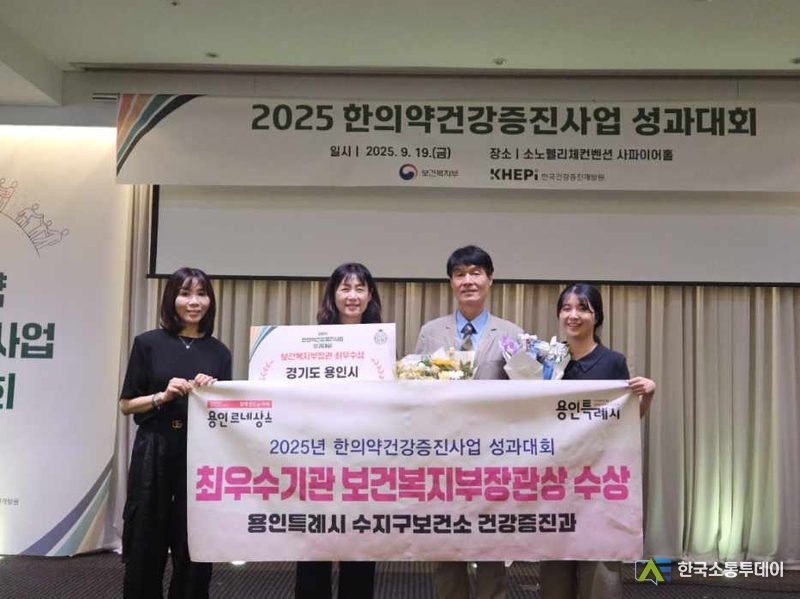 2025 한의약건강증진사업 성과대회
일시 | 2025. 9. 19.(금) 장소 | 소노펠리체컨벤션 사파이어홀
보건복지부 KHEPI 한국건강증진개발원
약
사업
회
보건복지부장관 최우수상
경기도 용인시
용인 르네상스
용인특례시
2025년 한의약건강증진사업 성과대회
최우수기관 보건복지부장관상 수상
용인특례시 수지구보건소 건강증진과
한국소통투데이